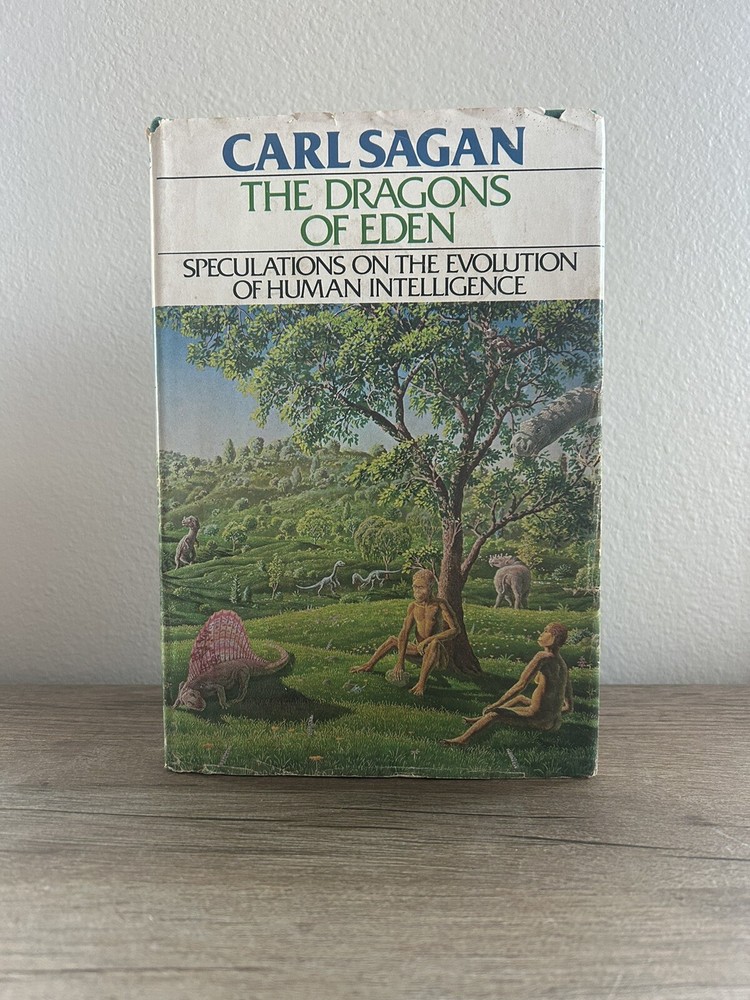 CARL SAGAN
THE DRAGONS
OF EDEN
SPECULATIONS ON THE EVOLUTION
OF HUMAN INTELLIGENCE